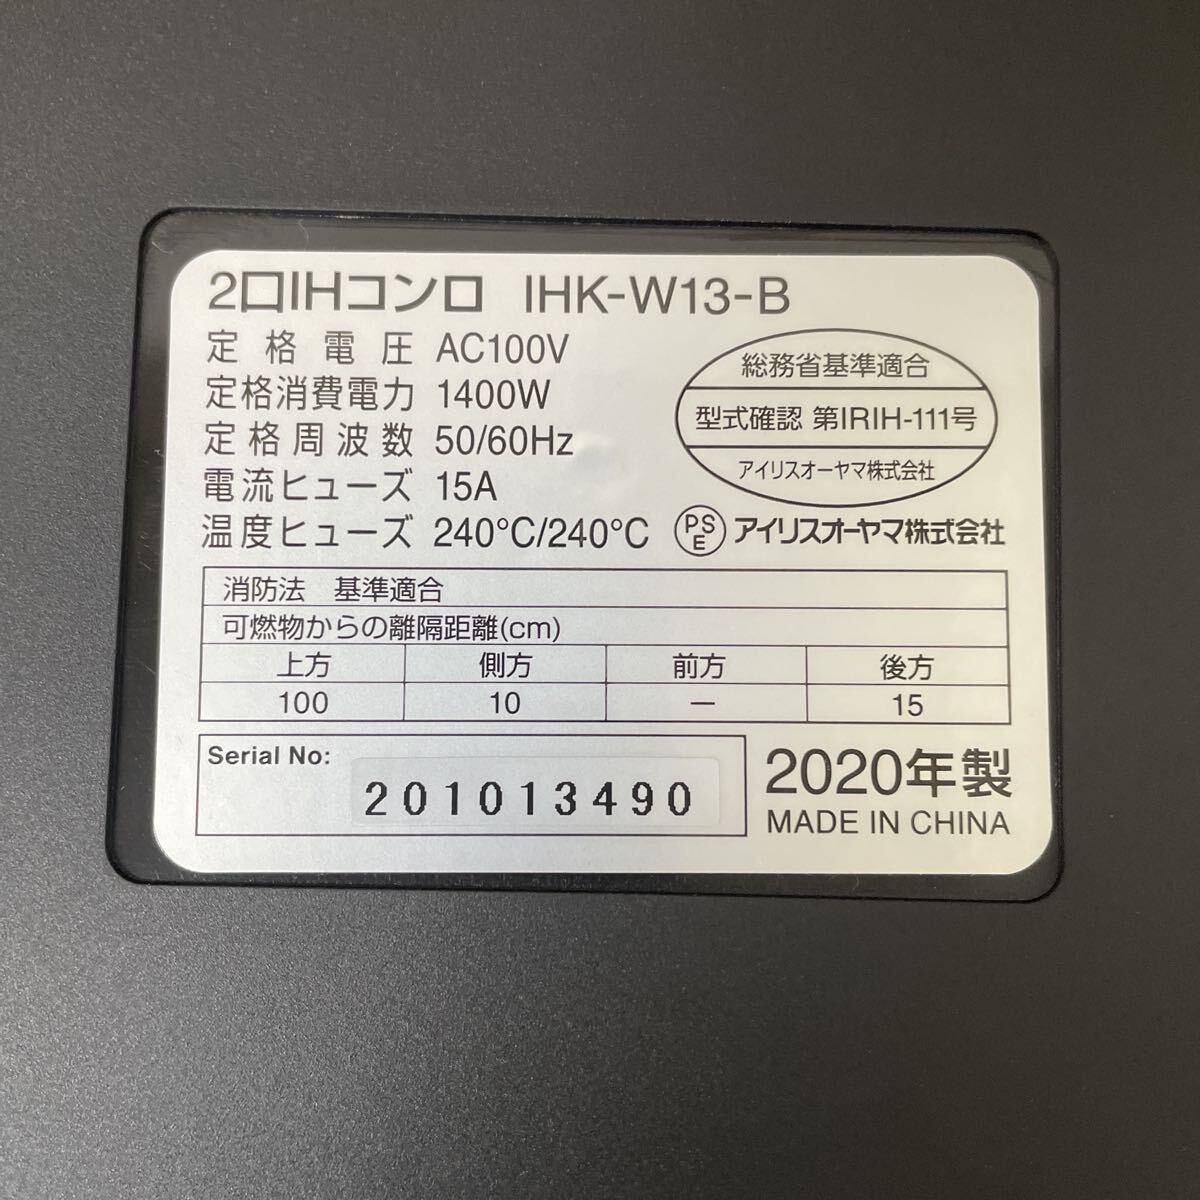 2口IHコンロ IHK-W13-B
定格電圧 AC100V
定格消費電力 1400W
定格周波数 50/60Hz
電流ヒューズ 15A
温度ヒューズ 240°C/240°C
総務省基準適合
型式確認 第IRIH-111号
アイリスオーヤマ株式会社
PSE アイリスオーヤマ株式会社
消防法 基準適合
可燃物からの離隔距離(cm)
上方 側方 前方 後方
100 10 ― 15
Serial No:
201013490
2020年製
MADE IN CHINA